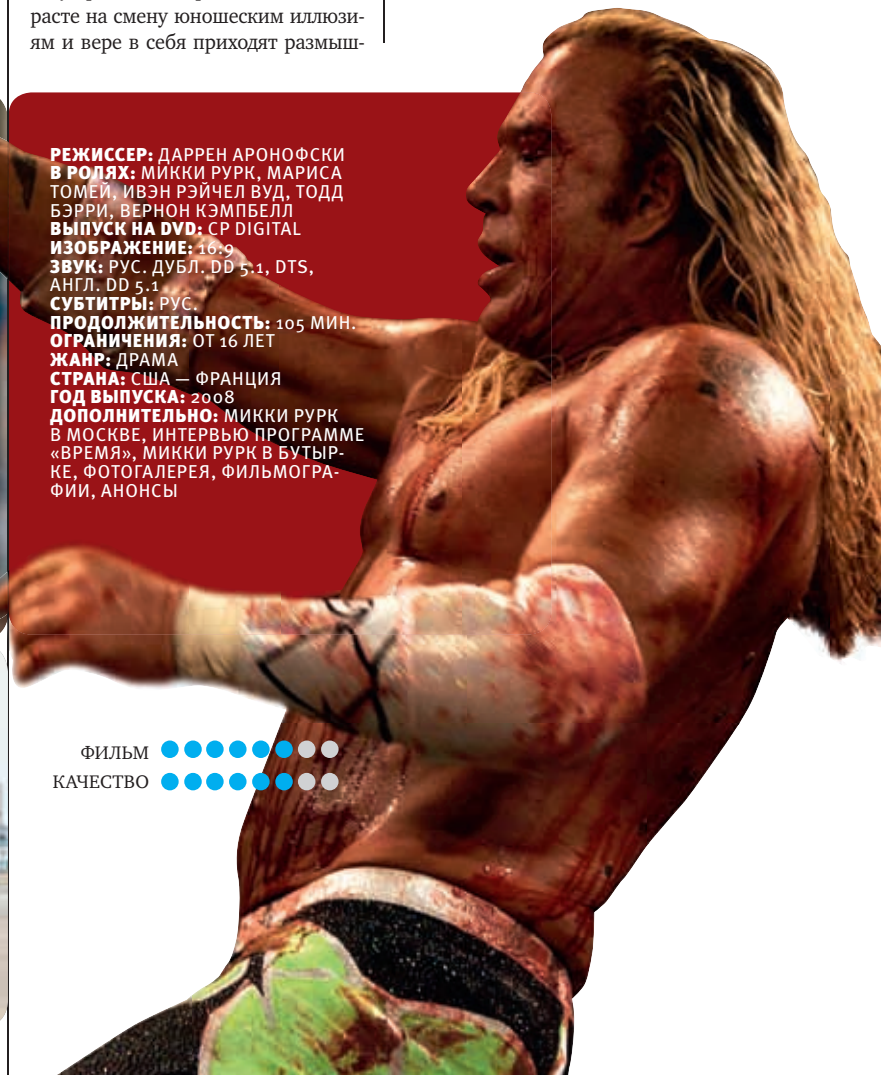 расте на смену юношеским иллюзи-
ям и вере в себя приходят размыш-
РЕЖИССЕР: ДАРРЕН АРОНОФСКИ
В РОЛЯХ: МИККИ РУРК, МАРИСА
ТОМЕЙ, ИВЭН РЭЙЧЕЛ ВУД, ТОДД
БЭРРИ, ВЕРНОН КЭМПБЕЛЛ
ВЫПУСК НА DVD: CP DIGITAL
ИЗОБРАЖЕНИЕ: 16:9
ЗВУК: РУС. ДУБЛ. DD 5.1, DTS,
АНГЛ. DD 5.1
СУБТИТРЫ: РУС.
ПРОДОЛЖИТЕЛЬНОСТЬ: 105 МИН.
ОГРАНИЧЕНИЯ: ОТ 16 ЛЕТ
ЖАНР: ДРАМА
СТРАНА: США — ФРАНЦИЯ
ГОД ВЫПУСКА: 2008
ДОПОЛНИТЕЛЬНО: МИККИ РУРК
В МОСКВЕ, ИНТЕРВЬЮ ПРОГРАММЕ
«ВРЕМЯ», МИККИ РУРК В БУТЫР-
КЕ, ФОТОГАЛЕРЕЯ, ФИЛЬМОГРА-
ФИИ, АНОНСЫ
ФИЛЬМ
КАЧЕСТВО